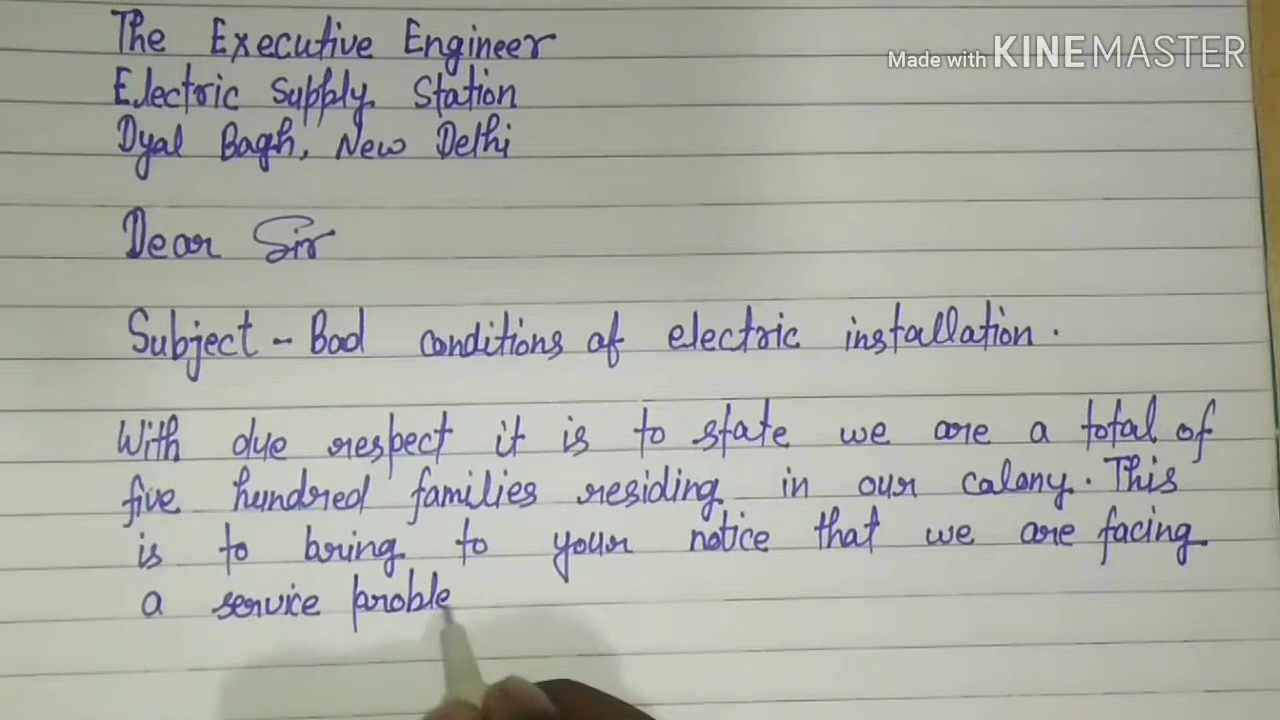 The Executive Engineer
Made with KINEMASTER
Electric Supply Station
Dyal Bagh, New Delhi
Dear Sir
Subject - Bad conditions of electric installation.
With due respect it is to state we are a total of
five hundred families residing in our calony. This
is to bring to your notice that we are facing
a service proble